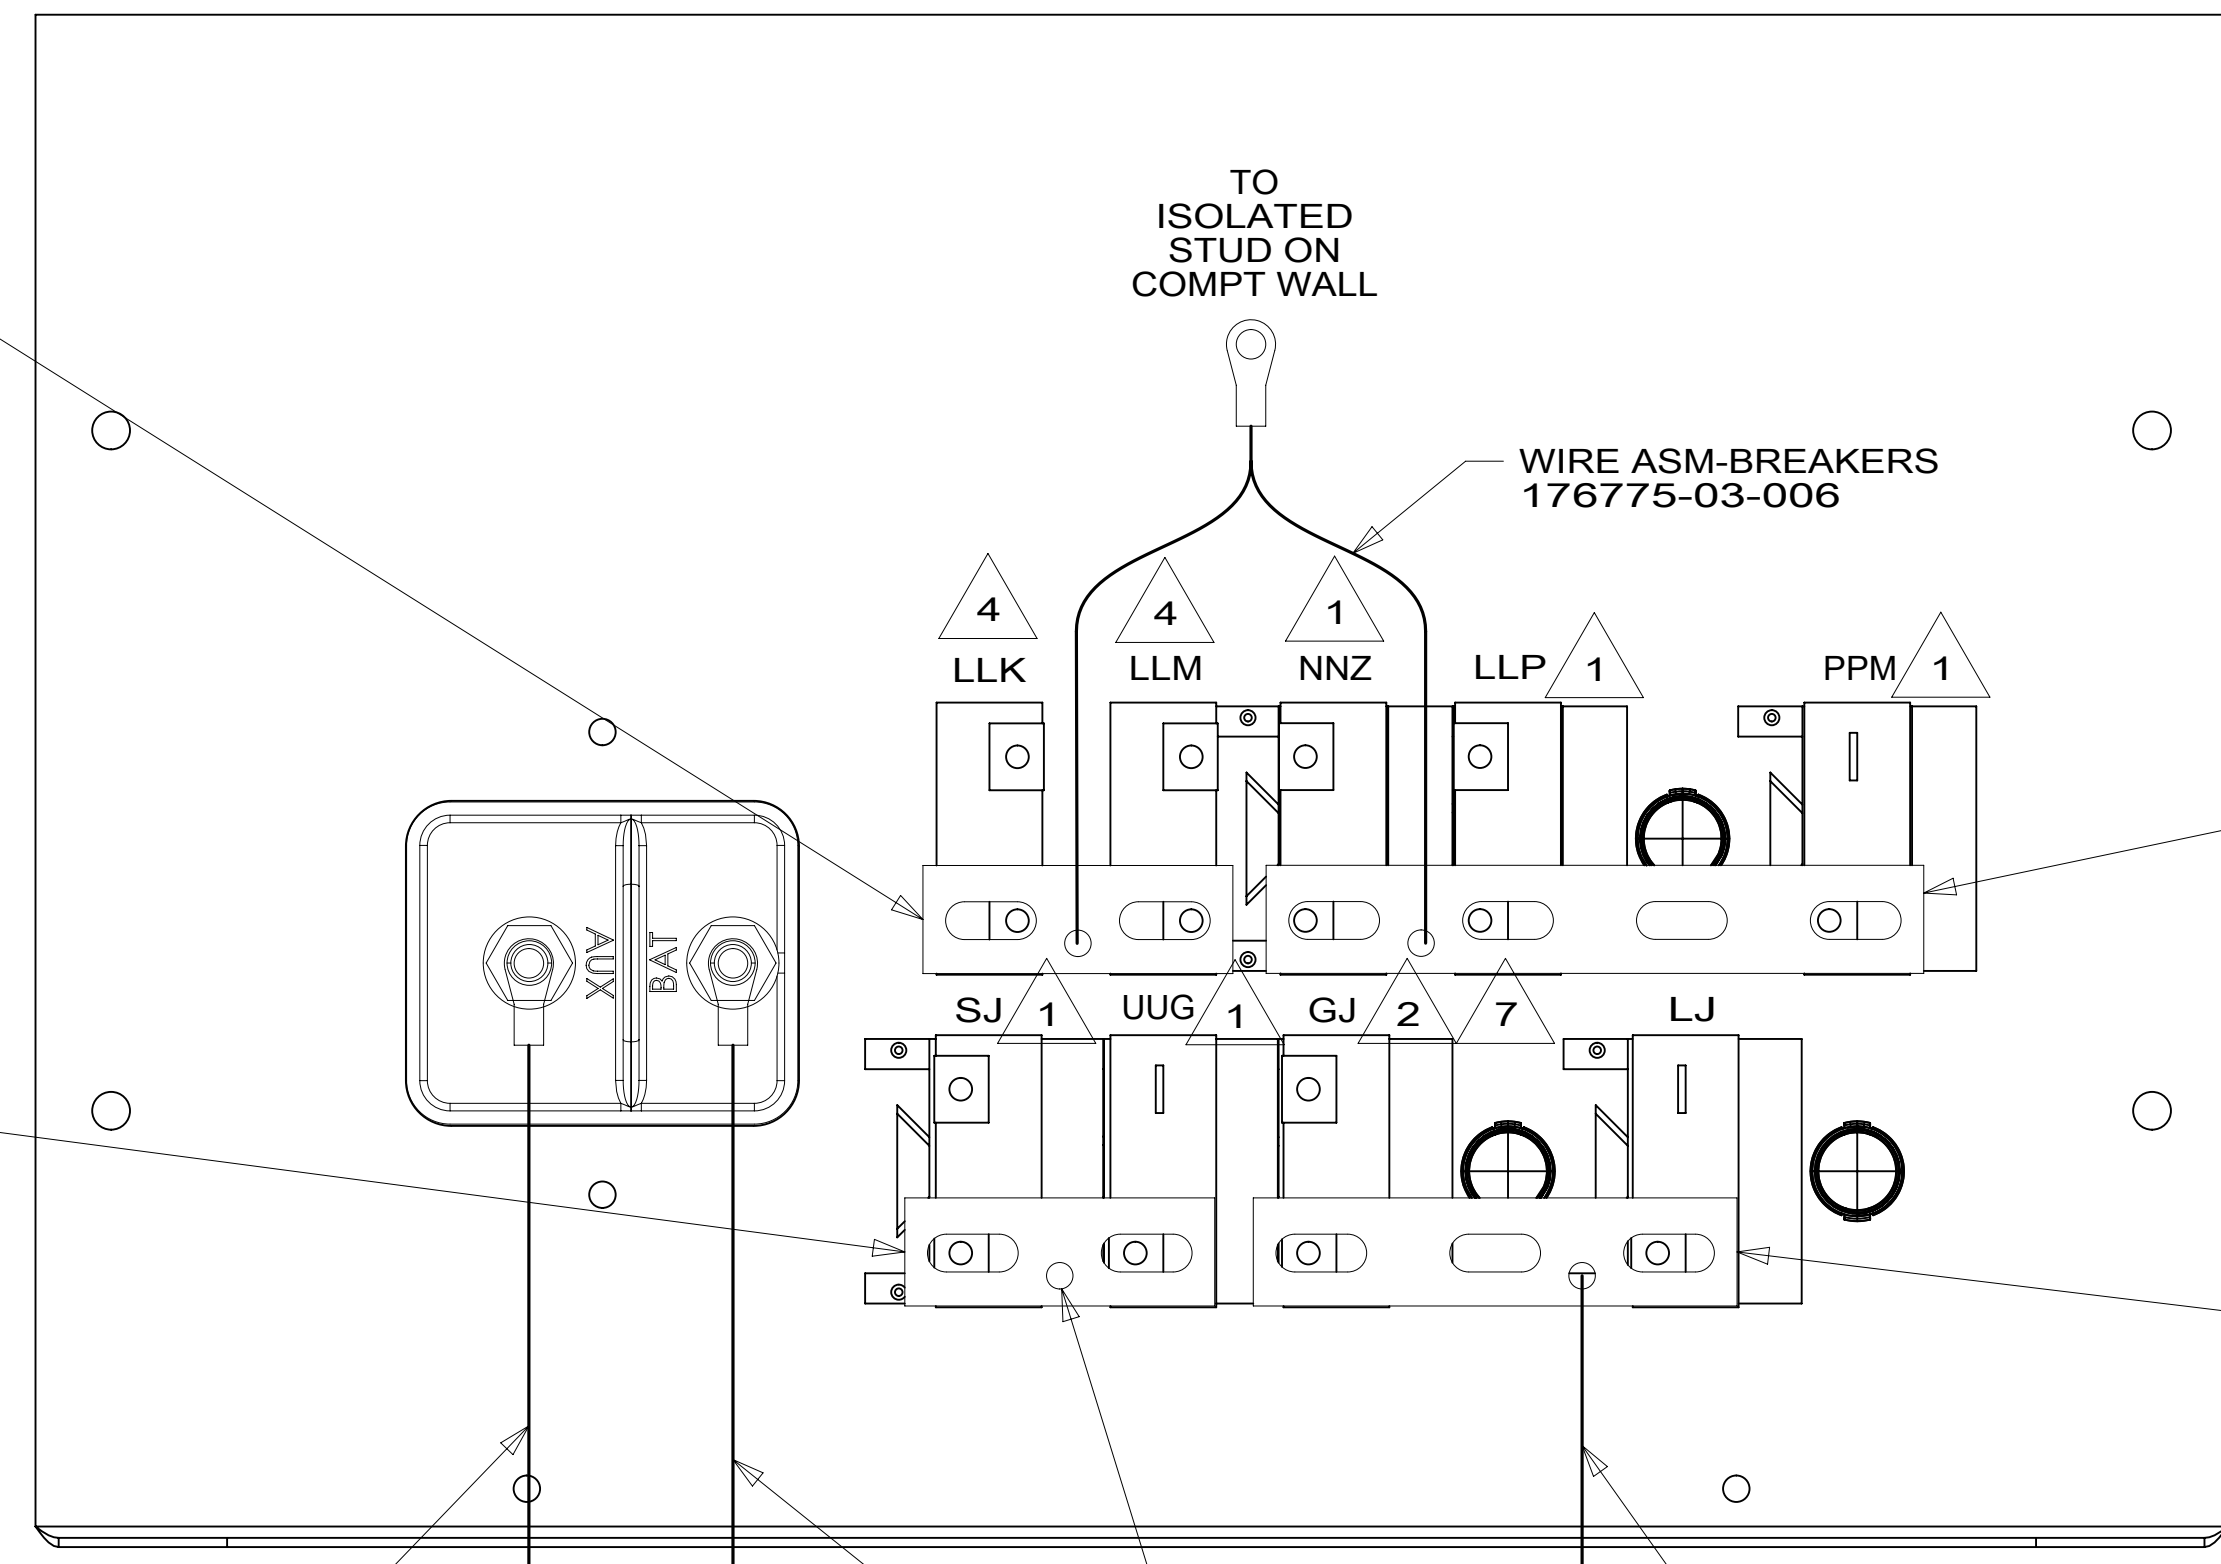 TO
ISOLATED
STUD ON
COMPT WALL
WIRE ASM-BREAKERS
176775-03-006
4 4 1
LLK LLM NNZ LLP 1 PPM 1
AUX
BAT
SJ 1 UUG 1 GJ 2 7 LJ